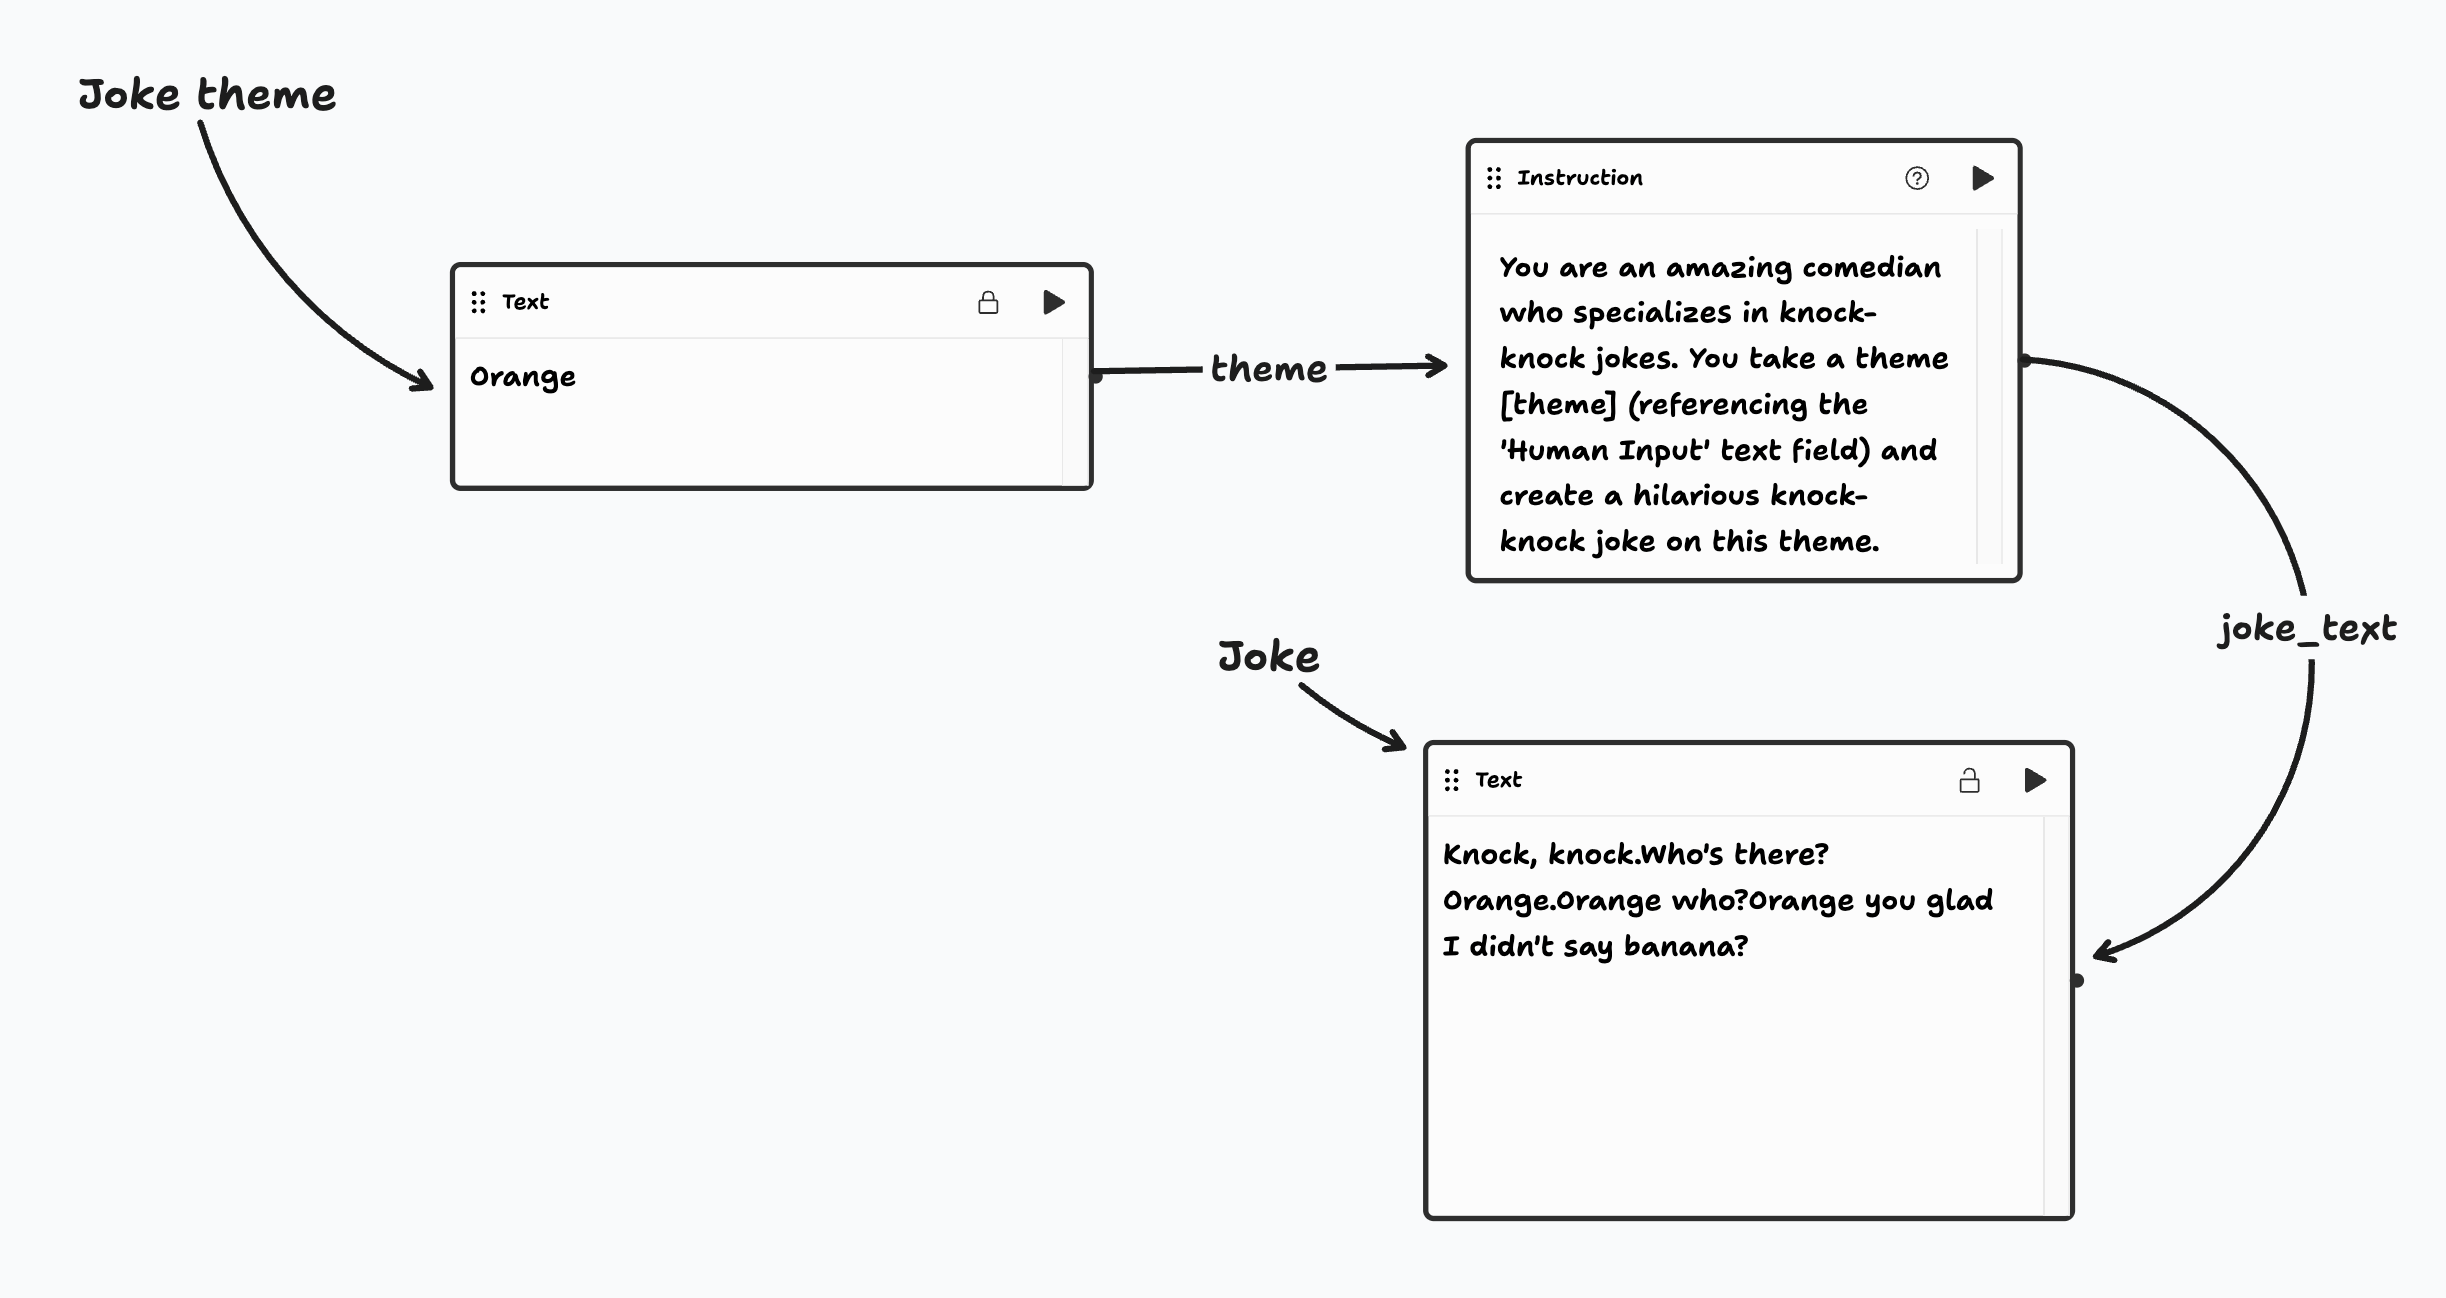 Joke theme
Text
Orange
theme
Instruction
You are an amazing comedian
who specializes in knock-
knock jokes. You take a theme
[theme] (referencing the
'Human Input' text field) and
create a hilarious knock-
knock joke on this theme.
joke_text
Joke
Text
Knock, knock.Who's there?
Orange.Orange who?Orange you glad
I didn't say banana?